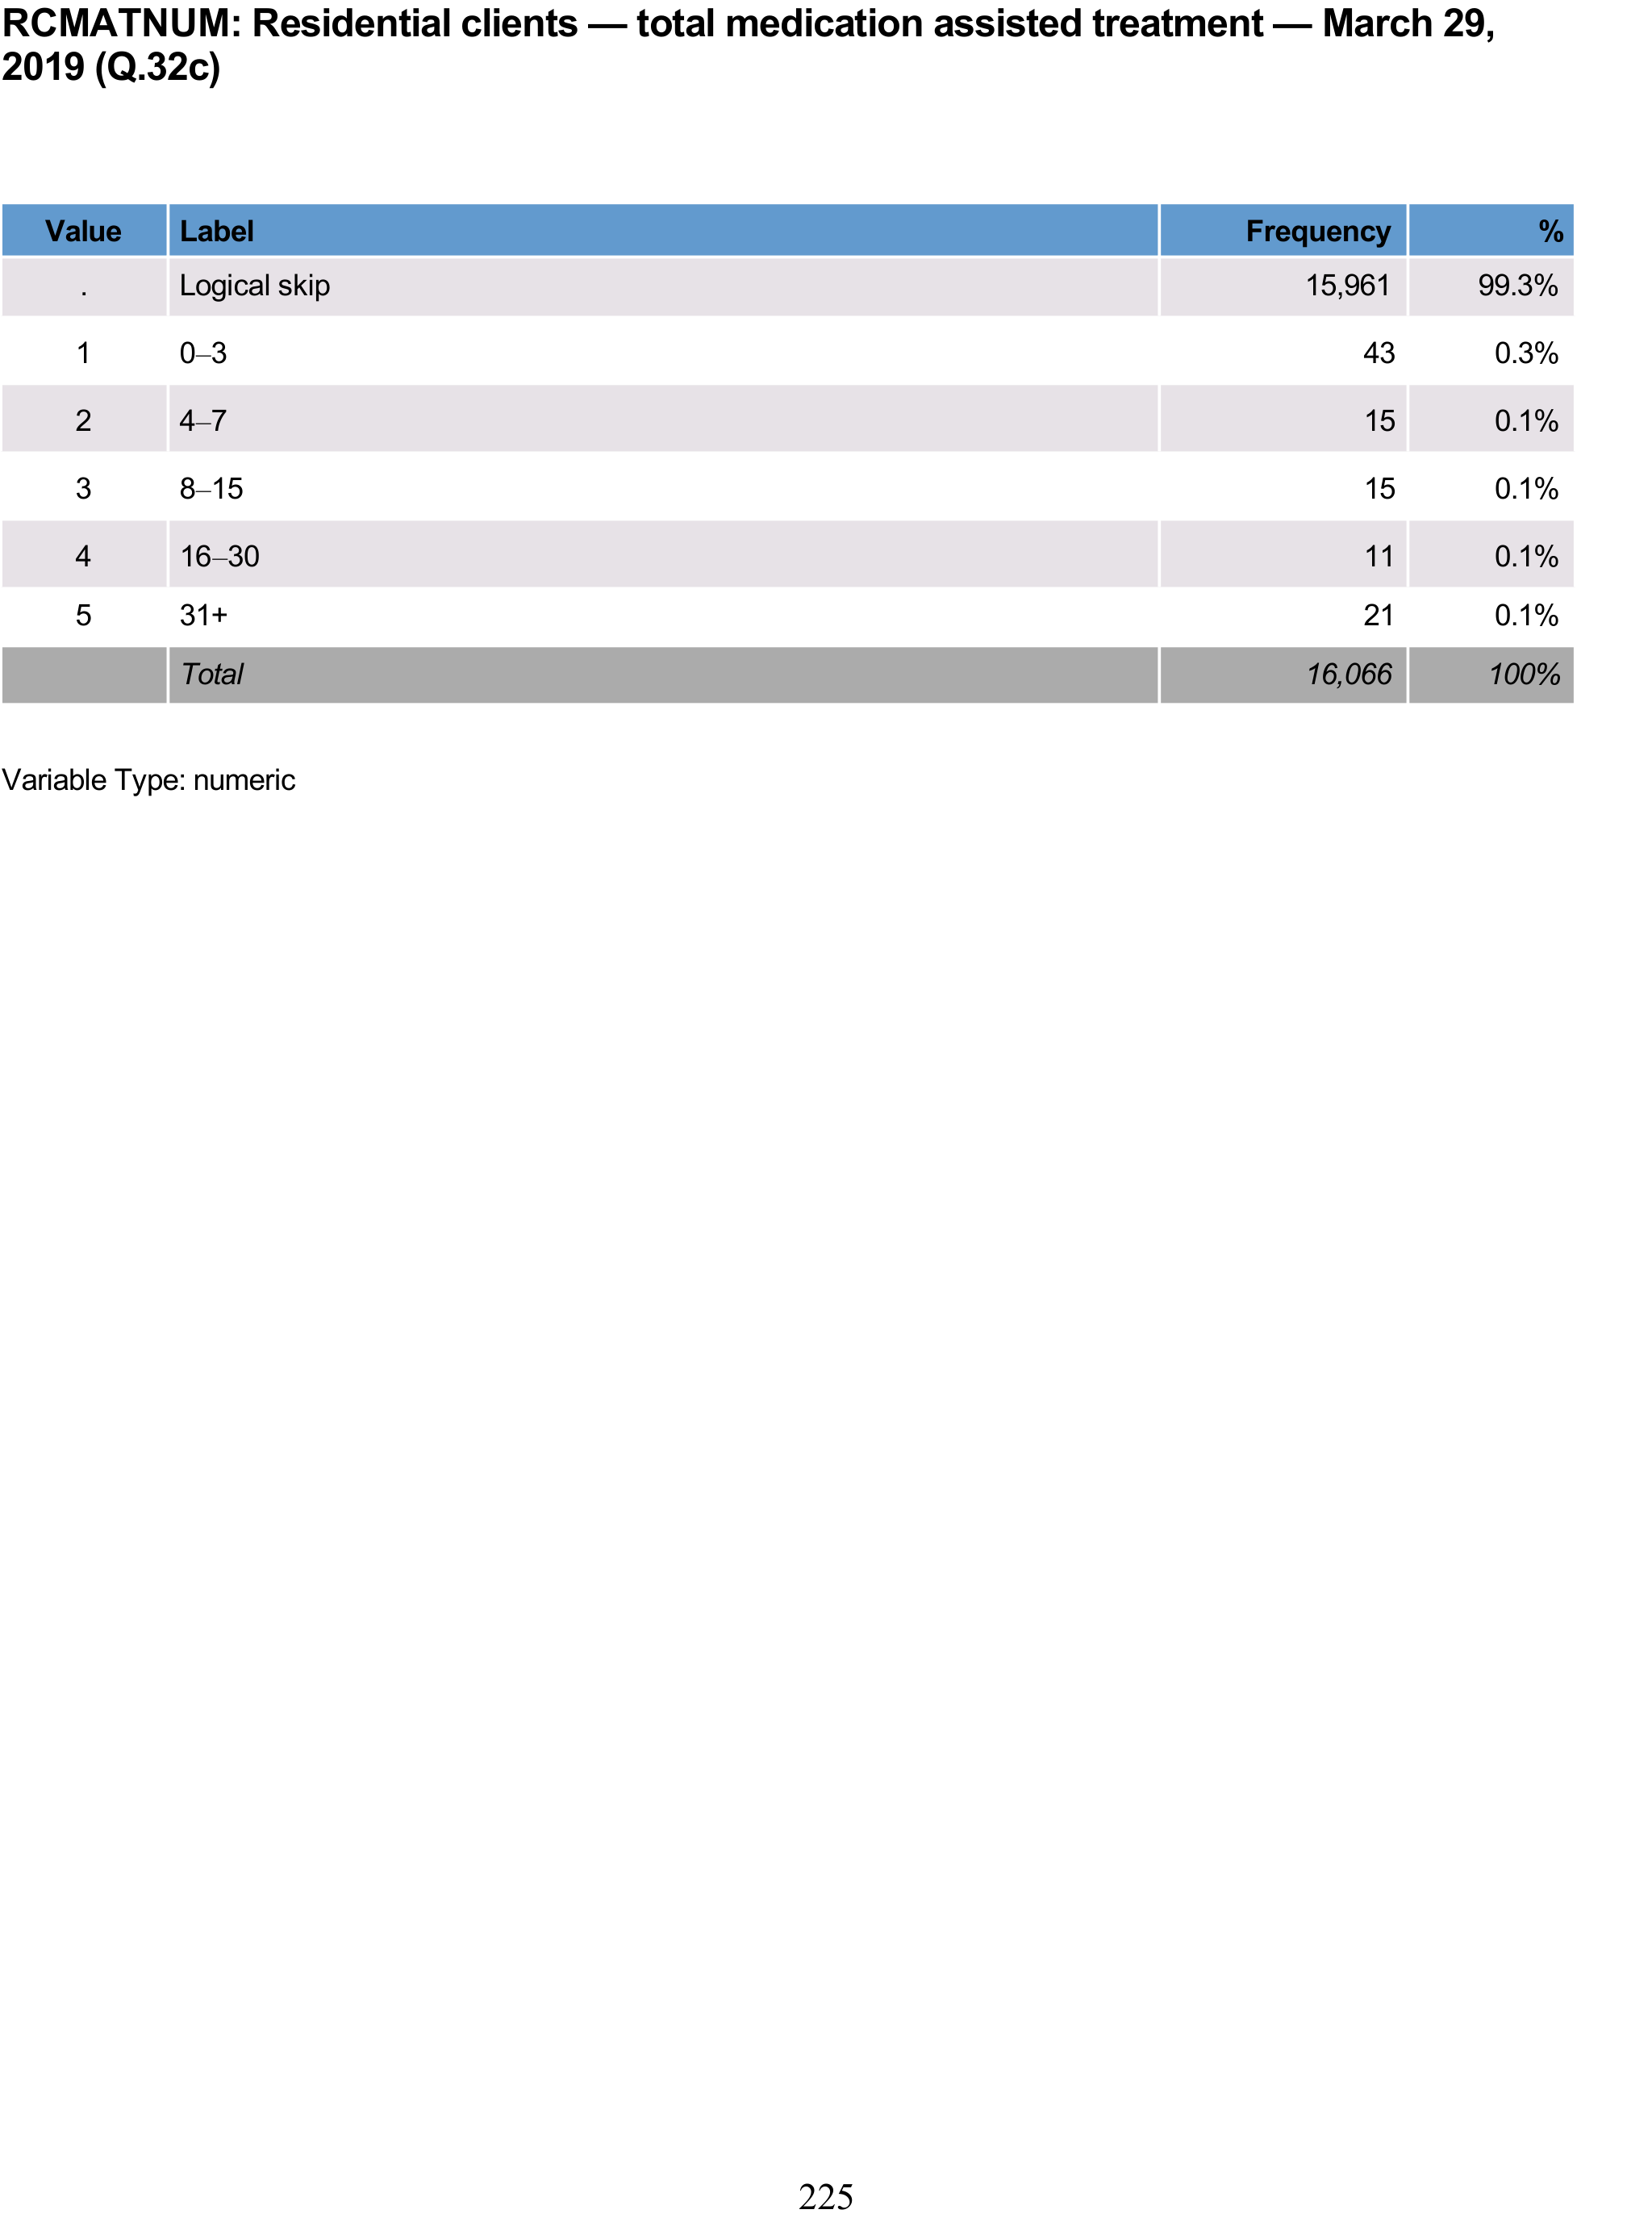 RCMATNUM: Residential clients — total medication assisted treatment — March 29,
2019 (Q.32c)
Value Label Frequency %
. Logical skip 15,961 99.3%
1 0–3 43 0.3%
2 4–7 15 0.1%
3 8–15 15 0.1%
4 16–30 11 0.1%
5 31+ 21 0.1%
Total 16,066 100%
Variable Type: numeric
225